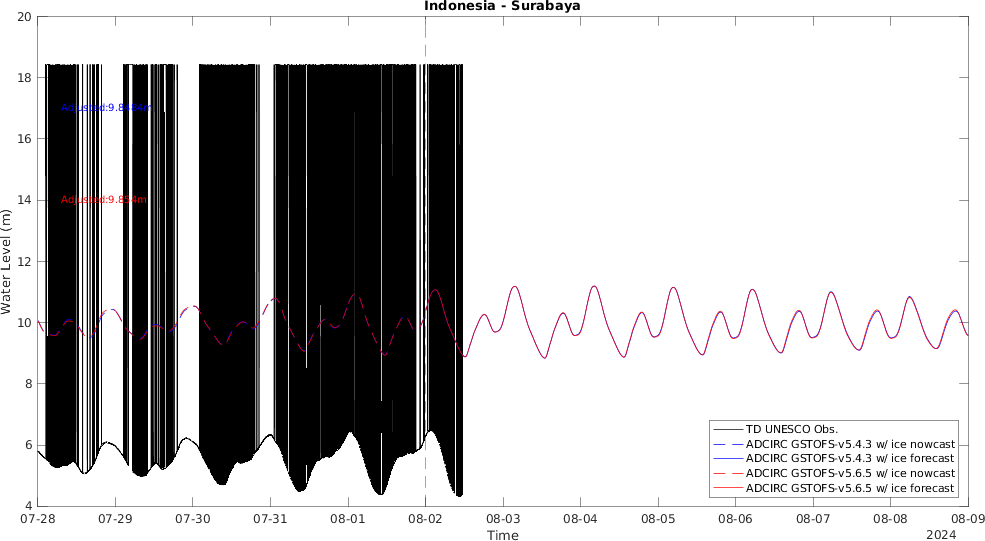 Indonesia - Surabaya
20
18
16
14
12
10
8
6
4
Water Level (m)
07-28 07-29 07-30 07-31 08-01 08-02 08-03 08-04 08-05 08-06 08-07 08-08 08-09
Time
2024
TD UNESCO Obs.
ADCIRC GSTOFS-v5.4.3 w/ ice nowcast
ADCIRC GSTOFS-v5.4.3 w/ ice forecast
ADCIRC GSTOFS-v5.6.5 w/ ice nowcast
ADCIRC GSTOFS-v5.6.5 w/ ice forecast